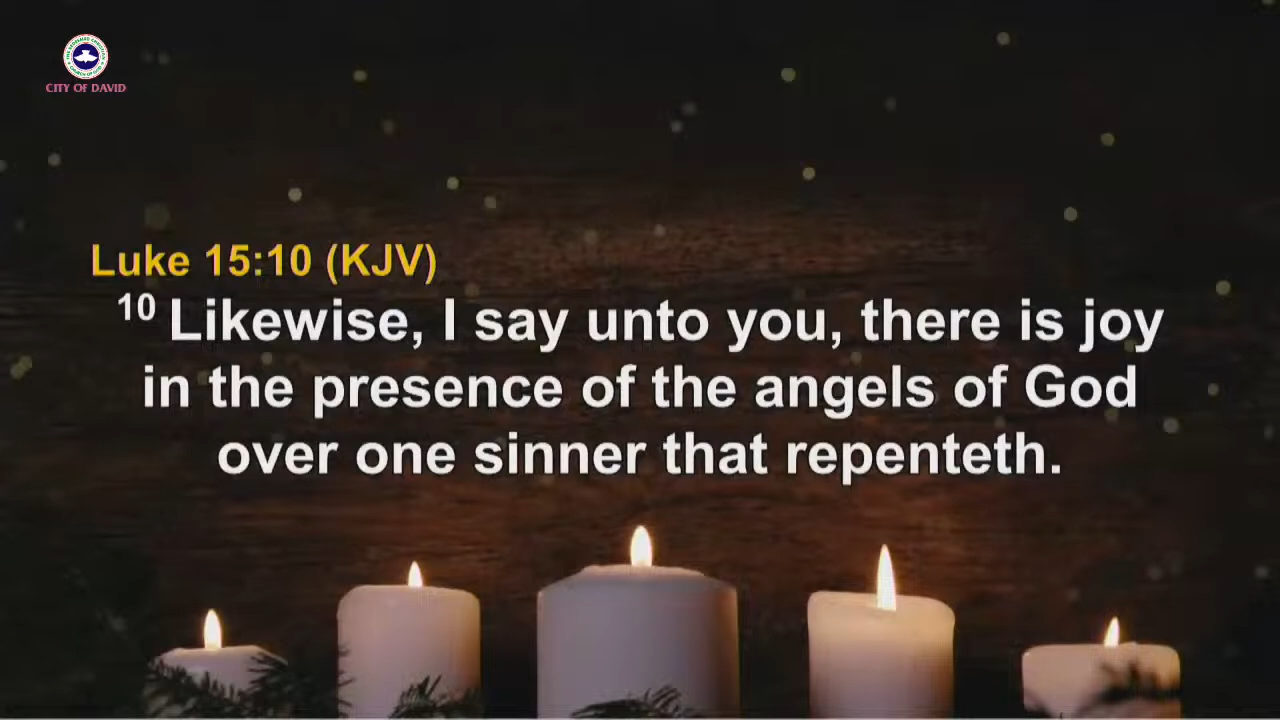 CITY OF DAVID
Luke 15:10 (KJV)
10 Likewise, I say unto you, there is joy
in the presence of the angels of God
over one sinner that repenteth.